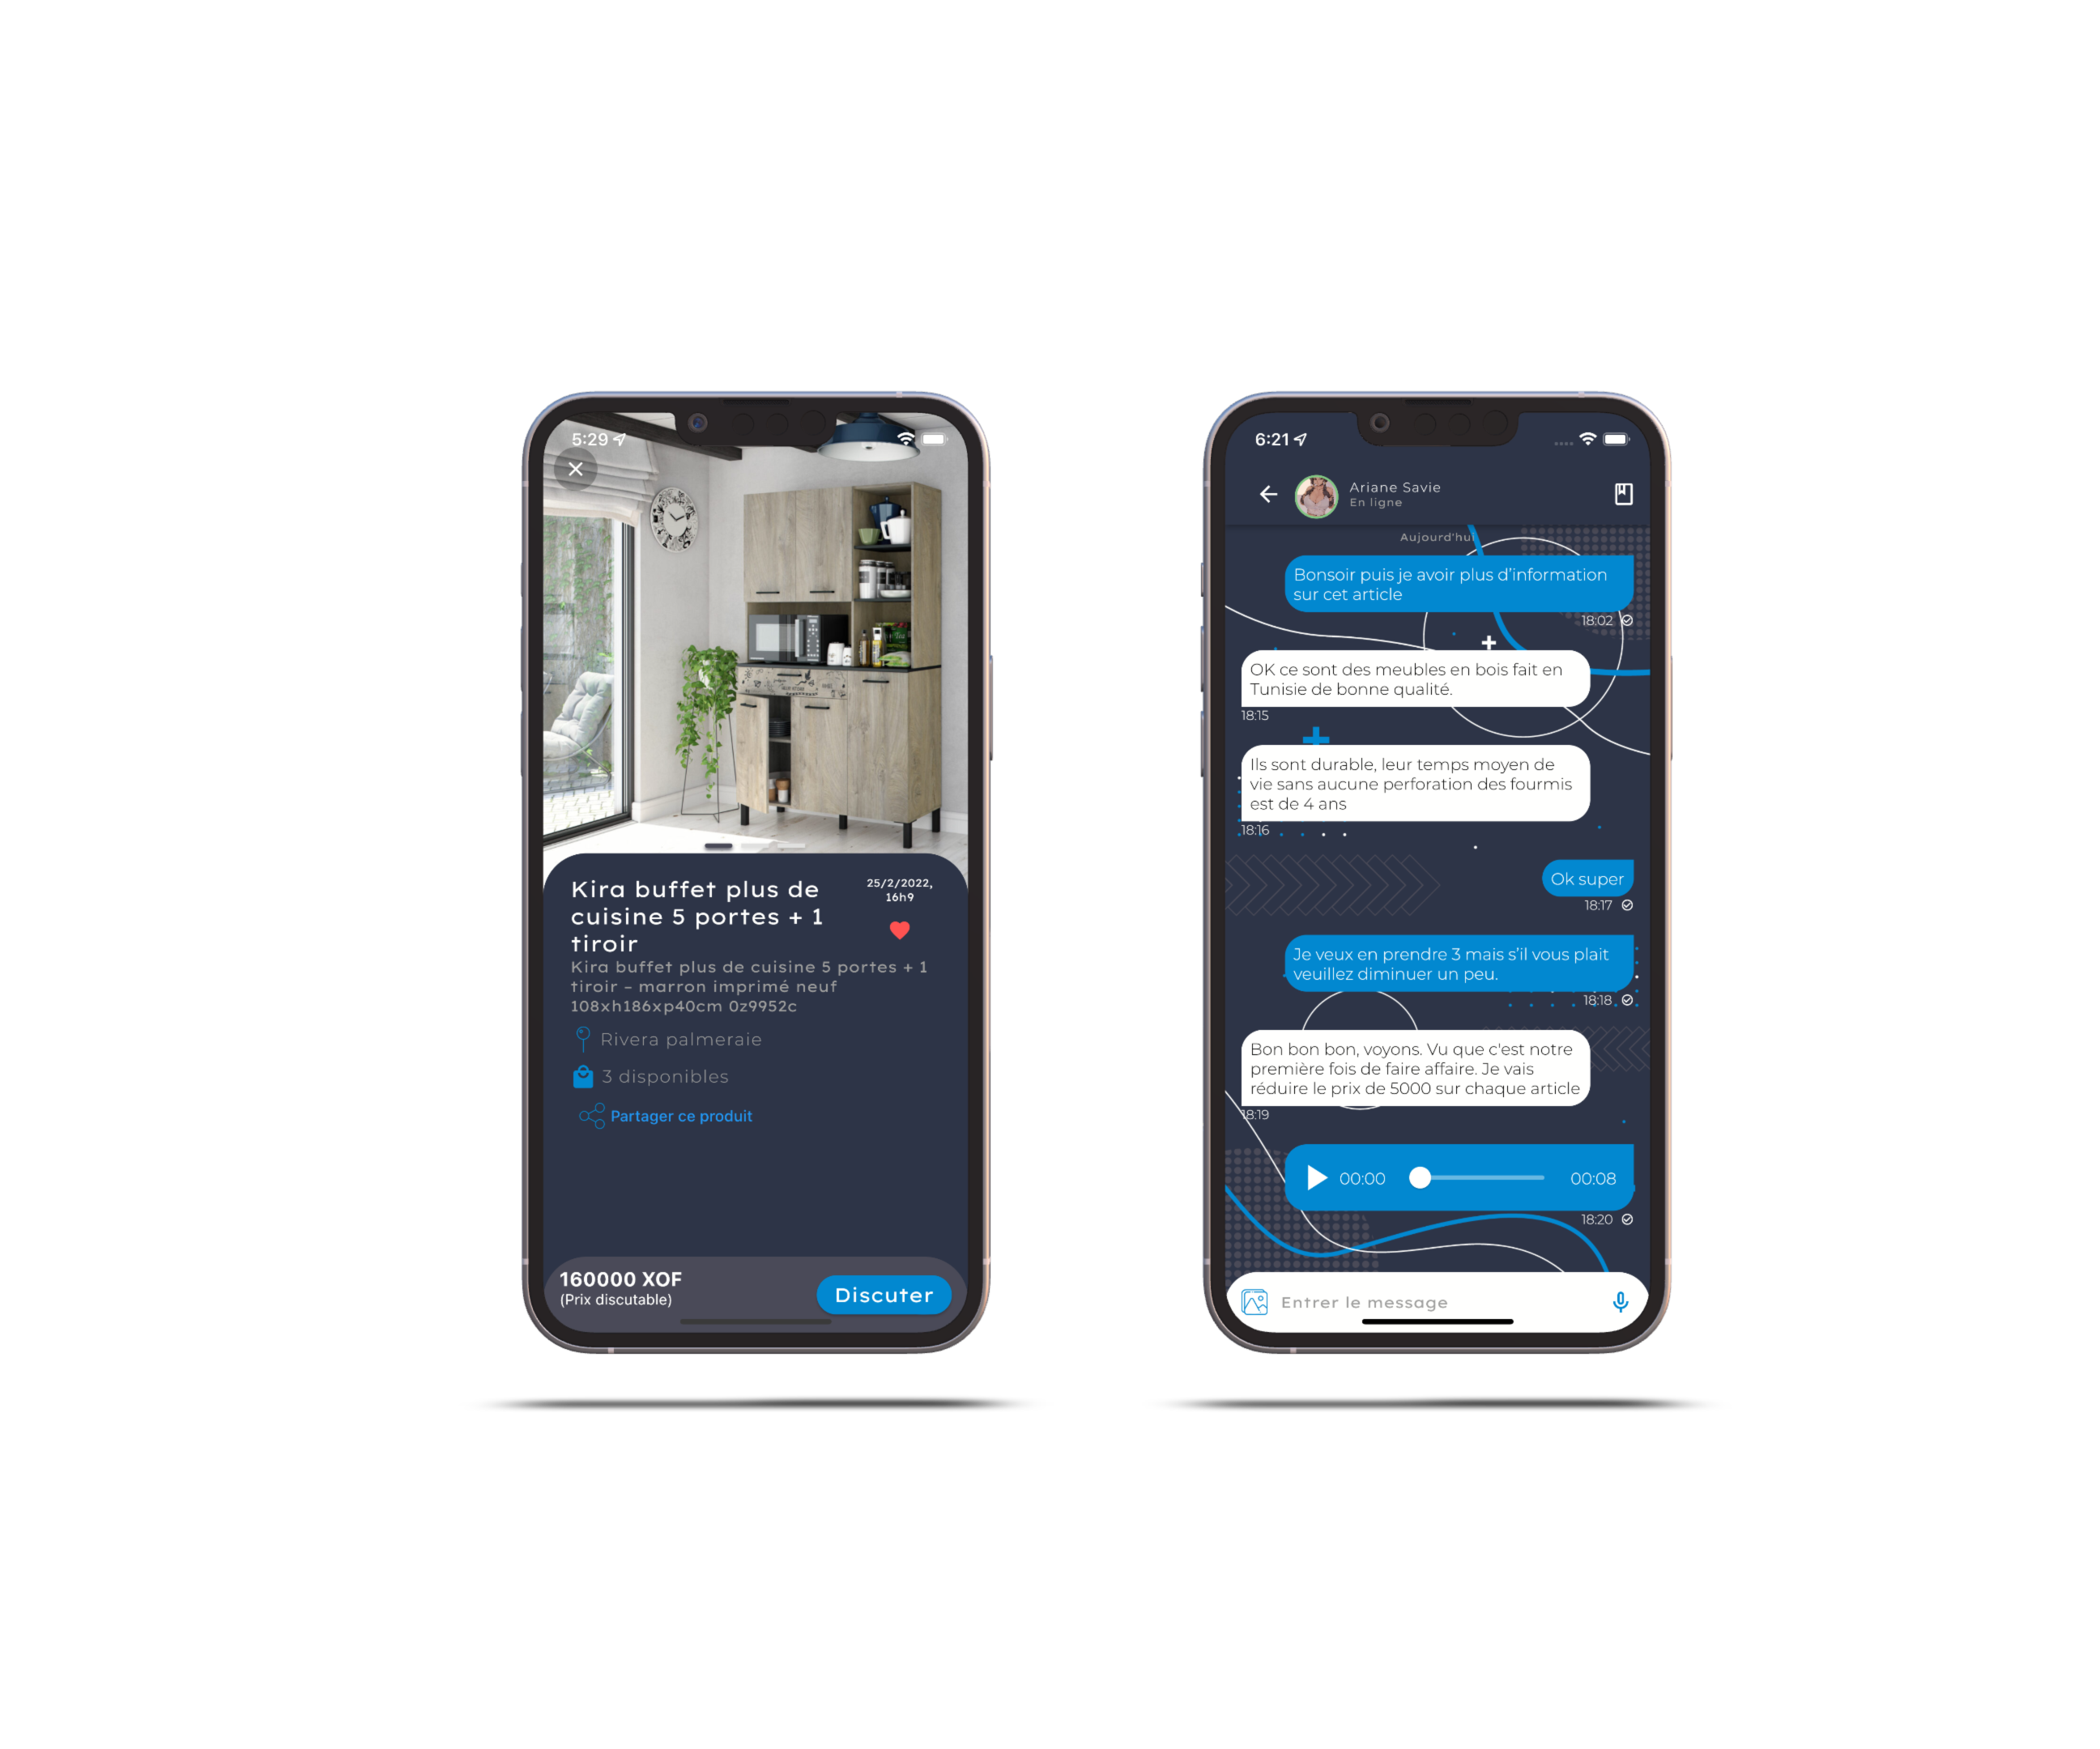 5:29
Kira buffet plus de
cuisine 5 portes + 1
tiroir
25/2/2022,
16h9
Kira buffet plus de cuisine 5 portes + 1
tiroir – marron imprimé neuf
108xh186xp40cm 0z9952c
Rivera palmeraie
3 disponibles
Partager ce produit
160000 XOF
(Prix discutable)
Discuter
6:21
Ariane Savie
En ligne
Aujourd'hui
Bonsoir puis je avoir plus d'information
sur cet article
18:02
OK ce sont des meubles en bois fait en
Tunisie de bonne qualité.
18:15
Ils sont durable, leur temps moyen de
vie sans aucune perforation des fourmis
est de 4 ans
18:16
Ok super
18:17
Je veux en prendre 3 mais s'il vous plait
veuillez diminuer un peu.
18:18
Bon bon bon, voyons. Vu que c'est notre
première fois de faire affaire. Je vais
réduire le prix de 5000 sur chaque article
18:19
00:00 00:08
18:20
Entrer le message